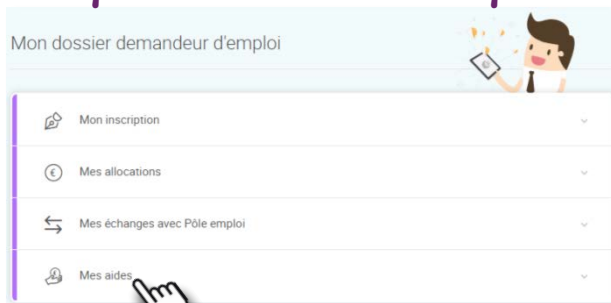 Mon dossier demandeur d'emploi
Mon inscription
Mes allocations
Mes échanges avec Pôle emploi
Mes aides